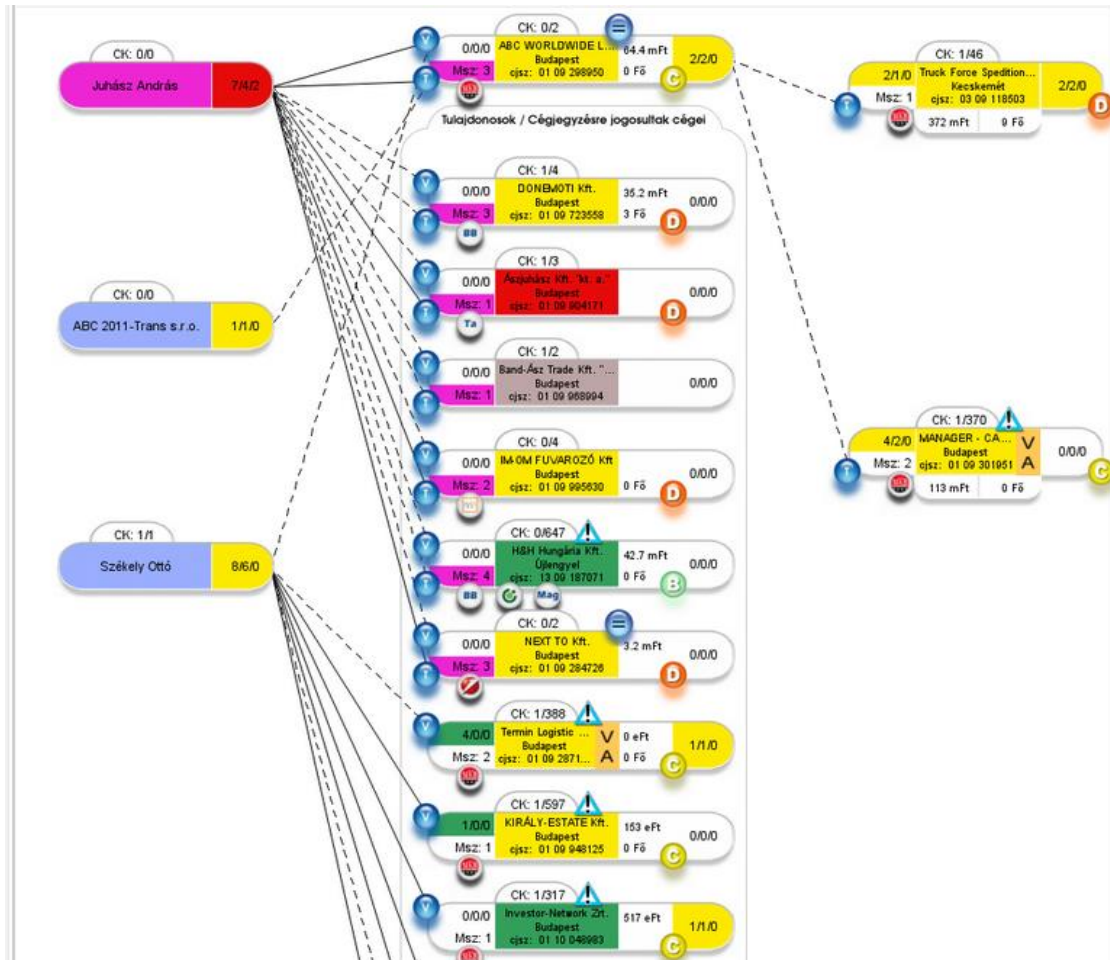 CK: 0/0
Juhász András
7/4/2
CK: 0/0
ABC 2011-Trans s.r.o.
1/1/0
CK: 1/1
Székely Ottó
8/6/0
CK: 0/2
V
0/0/0
ABC WORLDWIDE L...
64.4 mFt
Budapest
2/2/0
T
Msz: 3
cjsz: 01 09 298950
0 Fő
C
Tulajdonosok / Cégjegyzésre jogosultak cégei
CK: 1/4
V
0/0/0
DONEMOTI Kft.
35.2 mFt
Budapest
0/0/0
T
Msz: 3
cjsz: 01 09 723558
3 Fő
BB
D
CK: 1/3
V
0/0/0
Ászjuhász Kft. "kt. a."
Budapest
0/0/0
T
Msz: 1
cjsz: 01 09 904171
Ta
D
CK: 1/2
V
0/0/0
Band-Ász Trade Kft. "...
Budapest
0/0/0
T
Msz: 1
cjsz: 01 09 968994
CK: 0/4
V
0/0/0
IM-OM FUVAROZÓ Kft
Budapest
0/0/0
T
Msz: 2
cjsz: 01 09 995630
0 Fő
D
CK: 0/647
V
0/0/0
H&H Hungária Kft.
42.7 mFt
Újlengyel
0/0/0
T
Msz: 4
cjsz: 13 09 187071
0 Fő
BB
Mag
B
CK: 0/2
V
0/0/0
NEXT TO Kft.
3.2 mFt
Budapest
0/0/0
T
Msz: 3
cjsz: 01 09 284726
D
CK: 1/388
V
4/0/0
Termin Logistic ...
V
A
0 eFt
Budapest
1/1/0
Msz: 2
cjsz: 01 09 2871...
0 Fő
C
CK: 1/597
V
1/0/0
KIRÁLY-ESTATE Kft.
153 eFt
Budapest
0/0/0
Msz: 1
cjsz: 01 09 948125
0 Fő
C
CK: 1/317
V
0/0/0
Investor-Network Zrt.
517 eFt
Budapest
1/1/0
Msz: 1
cjsz: 01 10 048983
C
CK: 1/46
2/1/0
Truck Force Spedition...
Kecskemét
2/2/0
T
Msz: 1
cjsz: 03 09 118503
D
372 mFt
9 Fő
CK: 1/370
4/2/0
MANAGER - CA...
V
A
Budapest
0/0/0
T
Msz: 2
cjsz: 01 09 301951
C
113 mFt
0 Fő